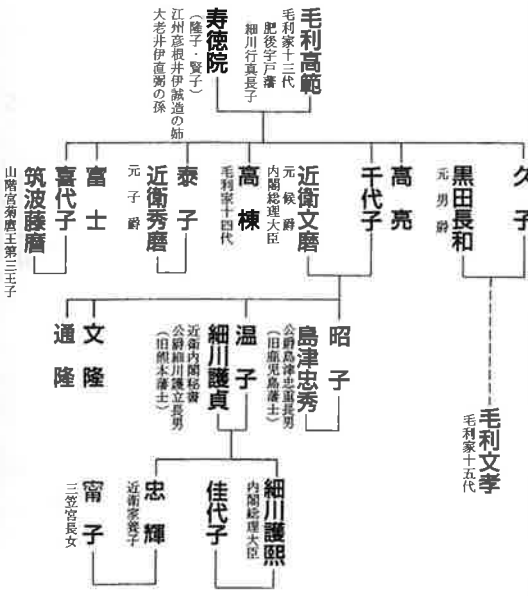 毛利高範
毛利家十三代
肥後宇戸藩
細川行真長子
寿徳院
(隆子・賢子)
江州彦根井伊誠造の姉
大老井伊直弼の孫
久子
黒田長和
元男爵
高亮
千代子
近衛文磨
元候爵
内閣総理大臣
高棟
毛利家十四代
泰子
近衛秀磨
元子爵
富士
喜代子
筑波藤麿
山階宮菊麿王第三王子
昭子
島津忠秀
公爵島津忠重長男
(旧鹿児島藩士)
温子
細川護貞
近衛内閣秘書
公爵細川護立長男
(旧熊本藩士)
文隆
通隆
毛利文孝
毛利家十五代
細川護熙
内閣総理大臣
佳代子
忠輝
近衛家養子
甯子
三笠宮長女